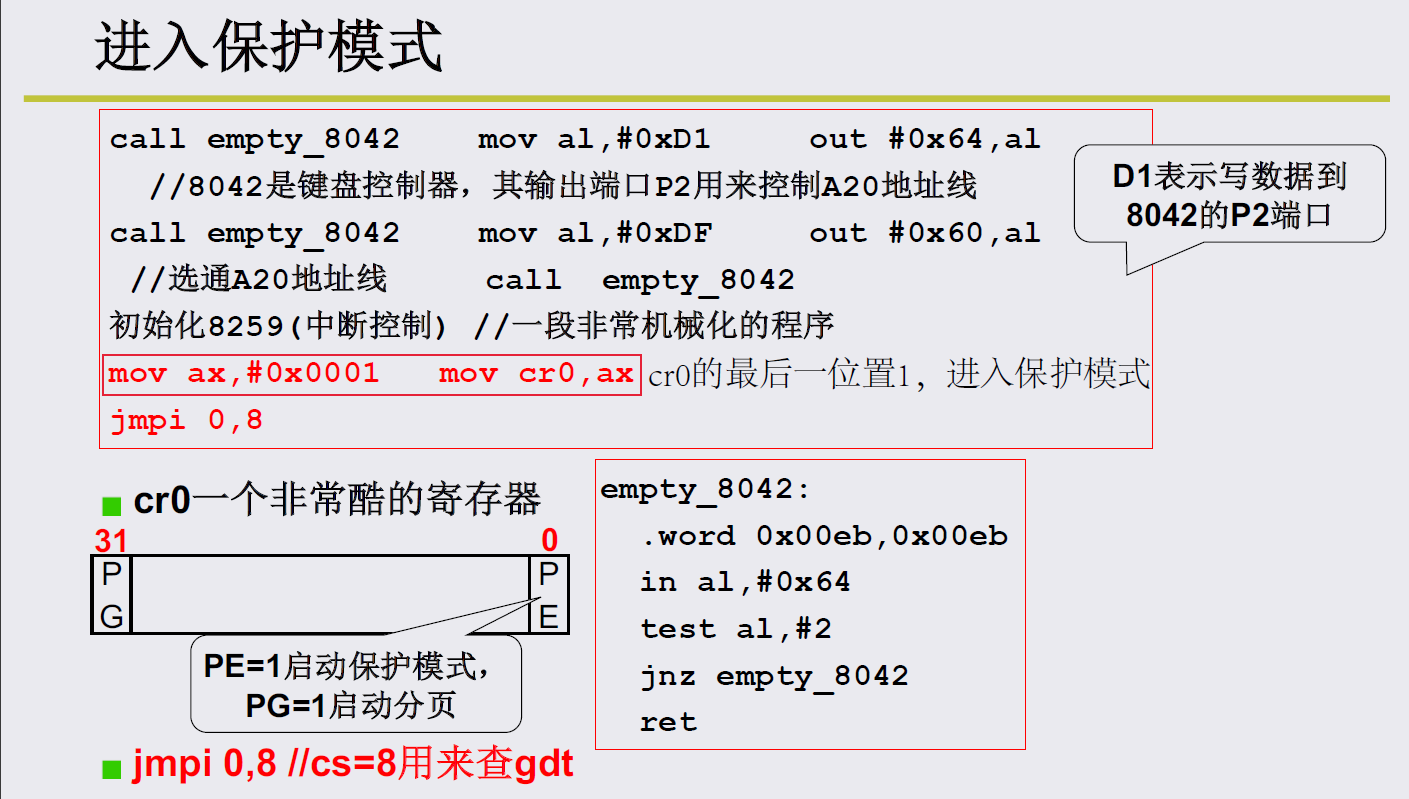 进入保护模式
call empty_8042 mov al,#0xD1 out #0x64,al
//8042是键盘控制器，其输出端口P2用来控制A20地址线
call empty_8042 mov al,#0xDF out #0x60,al
//选通A20地址线 call empty_8042
初始化8259(中断控制) //一段非常机械化的程序
mov ax,#0x0001 mov cr0,ax cr0的最后一位置1，进入保护模式
jmpi 0,8
D1表示写数据到
8042的P2端口
cr0一个非常酷的寄存器
31 0
P P
G E
PE=1启动保护模式，
PG=1启动分页
jmpi 0,8 //cs=8用来查gdt
empty_8042:
.word 0x00eb,0x00eb
in al,#0x64
test al,#2
jnz empty_8042
ret